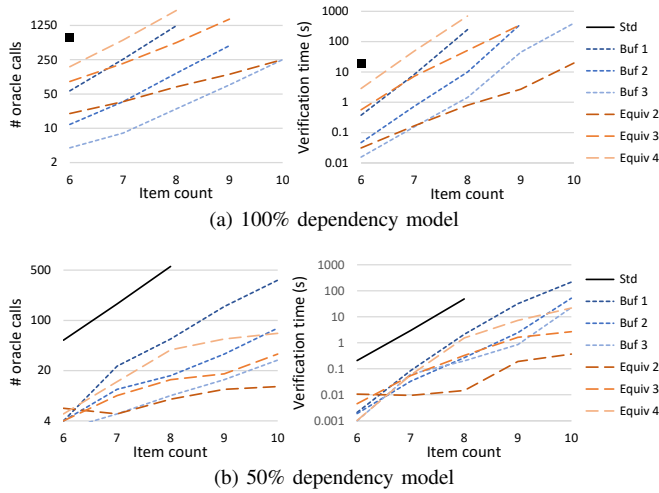 # oracle calls
1250
250
50
10
2
6 7 8 9 10
Item count
Verification time (s)
1000
100
10
1
0.1
0.01
6 7 8 9 10
Item count
Std
Buf 1
Buf 2
Buf 3
Equiv 2
Equiv 3
Equiv 4
(a) 100% dependency model
# oracle calls
500
100
20
4
6 7 8 9 10
Item count
Verification time (s)
1000
100
10
1
0.1
0.01
0.001
6 7 8 9 10
Item count
Std
Buf 1
Buf 2
Buf 3
Equiv 2
Equiv 3
Equiv 4
(b) 50% dependency model